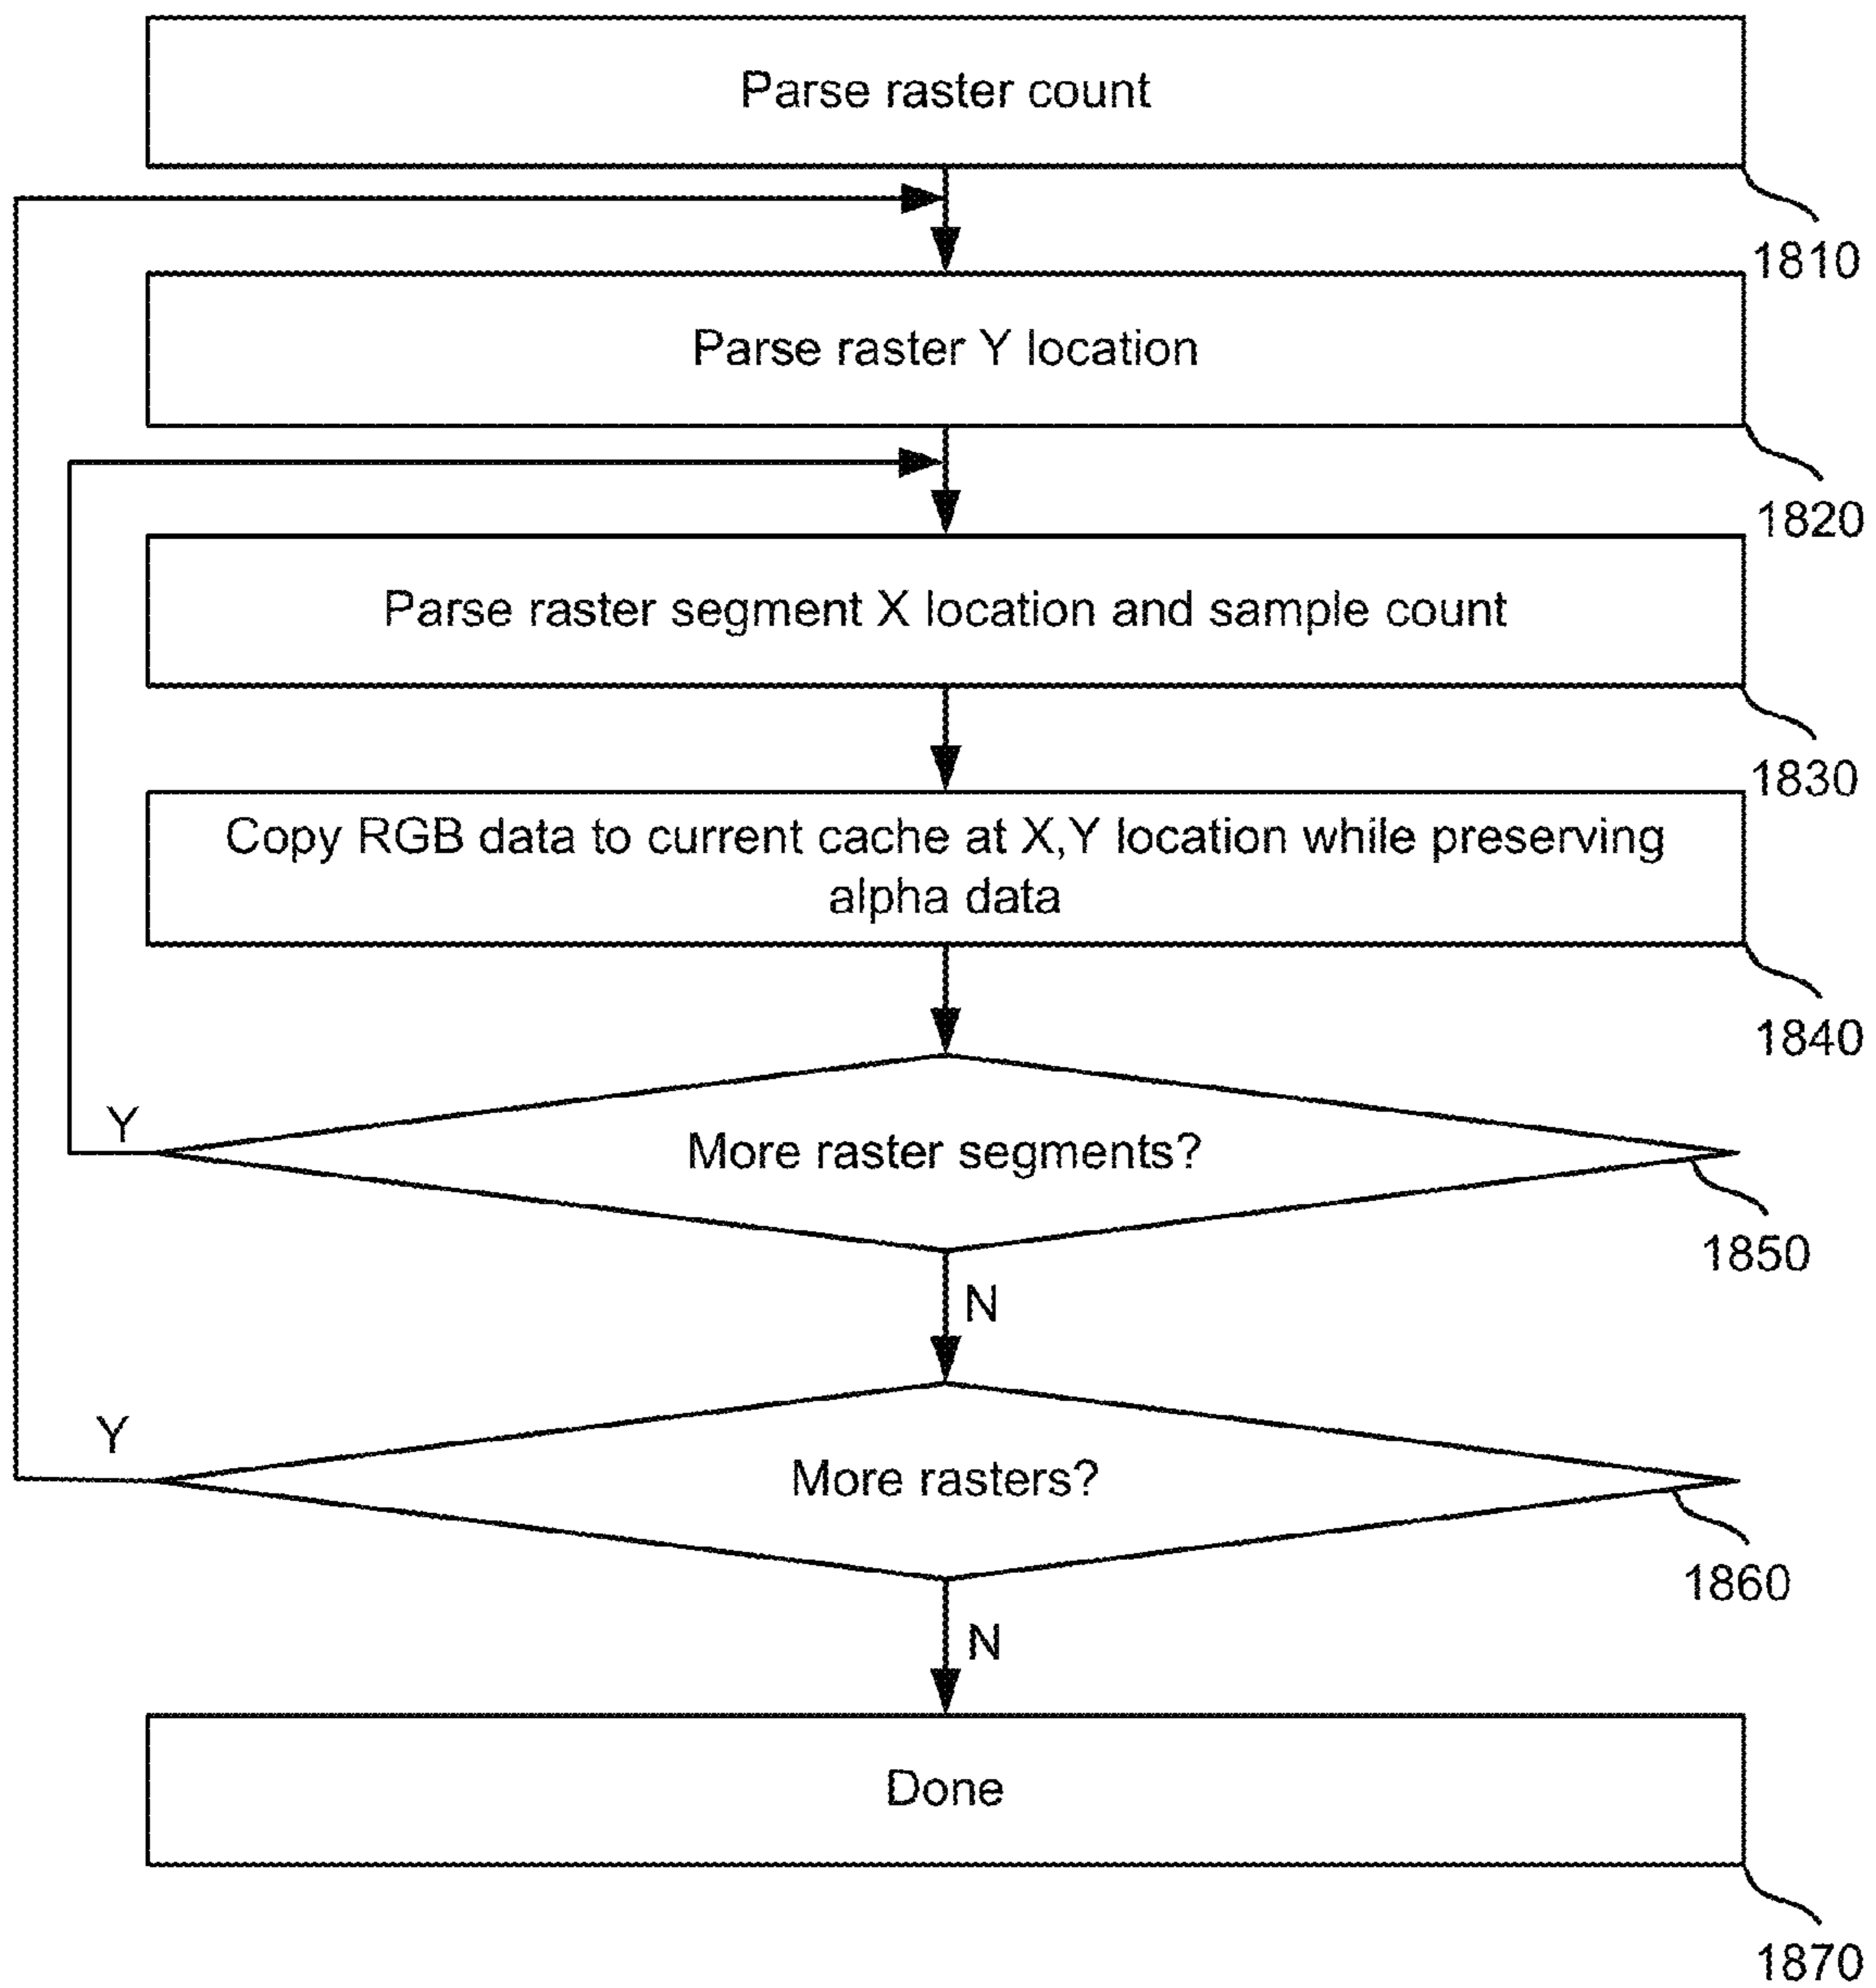 Parse raster count
1810
Parse raster Y location
1820
Parse raster segment X location and sample count
1830
Copy RGB data to current cache at X,Y location while preserving
alpha data
1840
Y
More raster segments?
1850
N
Y
More rasters?
1860
N
Done
1870